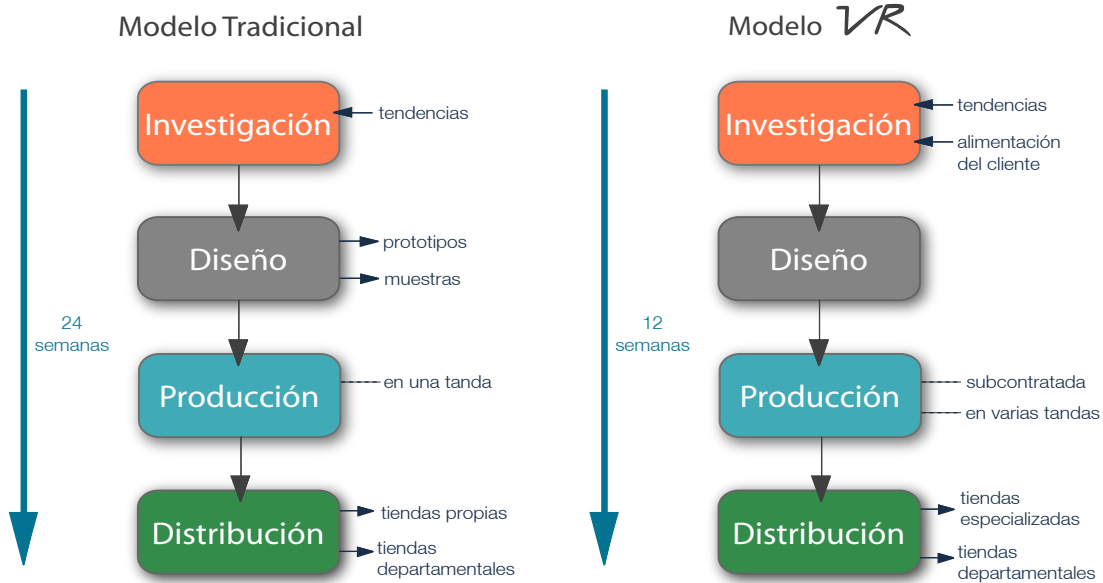 Modelo Tradicional
Investigación
tendencias
Diseño
prototipos
muestras
24
semanas
Producción
en una tanda
Distribución
tiendas propias
tiendas
departamentales
Modelo VR
Investigación
tendencias
alimentación
del cliente
Diseño
12
semanas
Producción
subcontratada
en varias tandas
Distribución
tiendas
especializadas
tiendas
departamentales